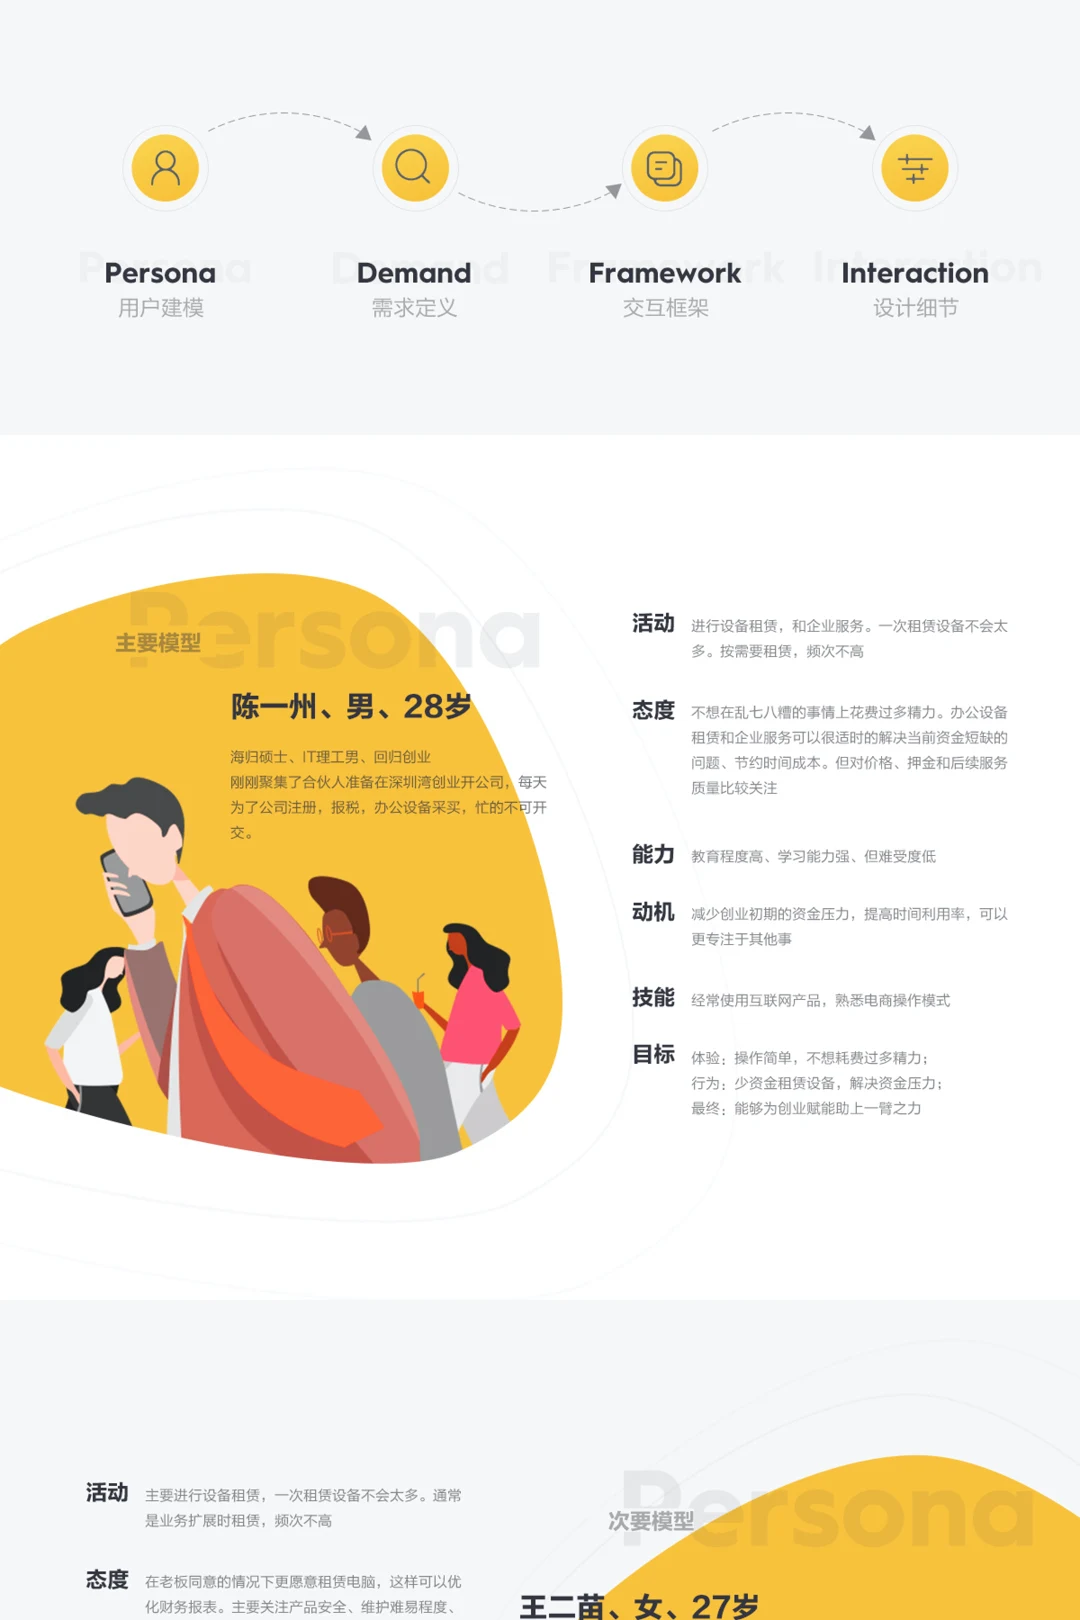 Persona
Demand
Framework
Interaction
Persona
Demand
Framework
Interaction
用户建模
需求定义
交互框架
设计细节
Persona
主要模型
陈一州、男、28岁
海归硕士、IT理工男、回归创业
刚刚聚集了合伙人准备在深圳湾创业开公司，每天
为了公司注册，报税，办公设备采买，忙的不可开
交。
活动
进行设备租赁，和企业服务。一次租赁设备不会太
多。按需要租赁，频次不高
态度
不想在乱七八糟的事情上花费过多精力。办公设备
租赁和企业服务可以很适时的解决当前资金短缺的
问题、节约时间成本。但对价格、押金和后续服务
质量比较关注
能力
教育程度高、学习能力强、但难受度低
动机
减少创业初期的资金压力，提高时间利用率，可以
更专注于其他事
技能
经常使用互联网产品，熟悉电商操作模式
目标
体验；操作简单，不想耗费过多精力；
行为；少资金租赁设备，解决资金压力；
最终；能够为创业赋能助上一臂之力
活动
主要进行设备租赁，一次租赁设备不会太多。通常
是业务扩展时租赁，频次不高
态度
在老板同意的情况下更愿意租赁电脑，这样可以优
化财务报表。主要关注产品安全、维护难易程度、
Persona
次要模型
王二苗、女、27岁